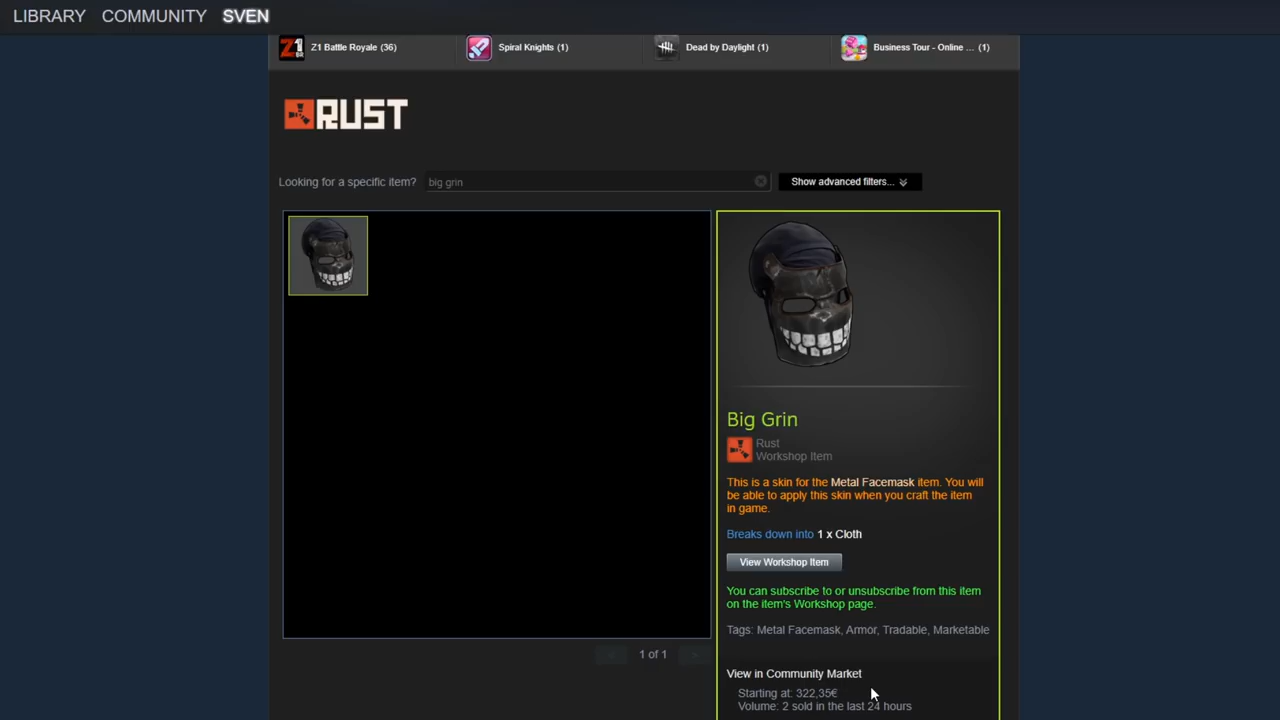 LIBRARY COMMUNITY SVEN
Z1 Battle Royale (36) Spiral Knights (1) Dead by Daylight (1) Business Tour - Online ... (1)
RUST
Looking for a specific item? big grin Show advanced filters...
Big Grin
Rust
Workshop Item
This is a skin for the Metal Facemask item. You will
be able to apply this skin when you craft the item
in game.
Breaks down into 1 x Cloth
View Workshop Item
You can subscribe to or unsubscribe from this item
on the item's Workshop page.
Tags: Metal Facemask, Armor, Tradable, Marketable
< 1 of 1 >
View in Community Market
Starting at: 322,35€
Volume: 2 sold in the last 24 hours